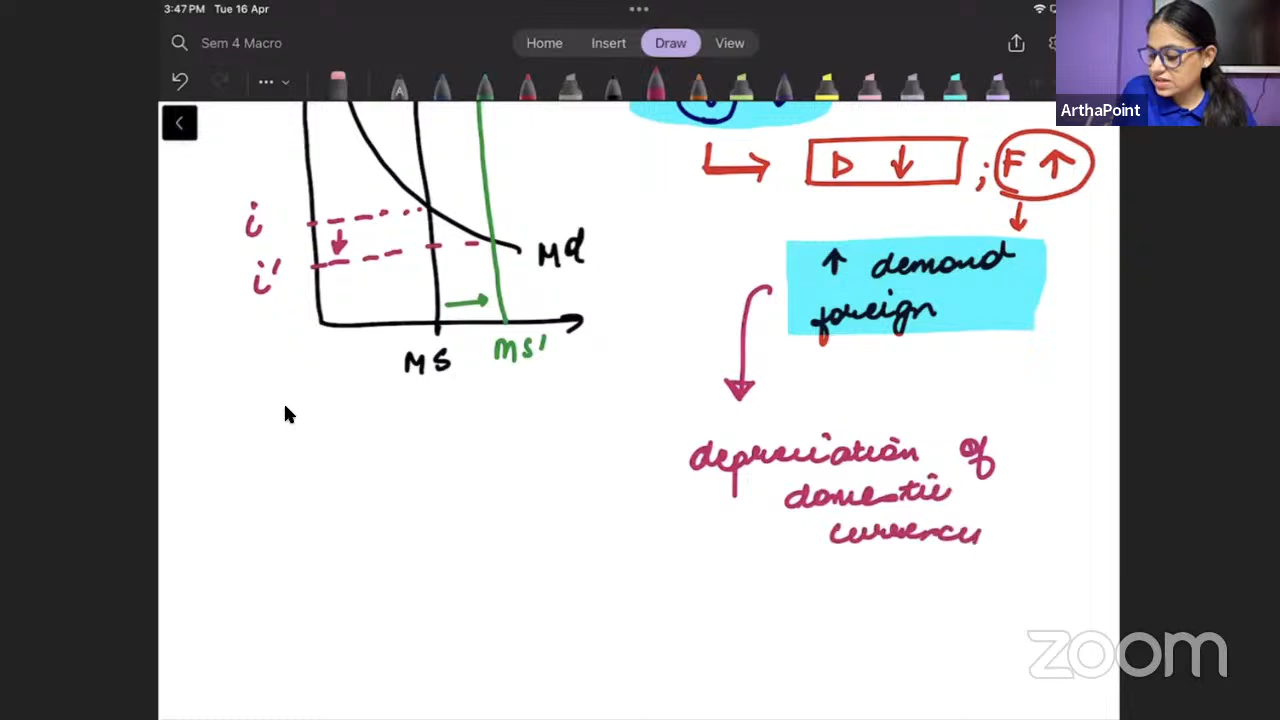 3:47 PM Tue 16 Apr
Sem 4 Macro
Home Insert Draw View
A
ArthaPoint
D ↓ ; F ↑
i
i'
Md
↑ demand
foreign
MS
MS'
depreciation of
domestic
currency
zoom